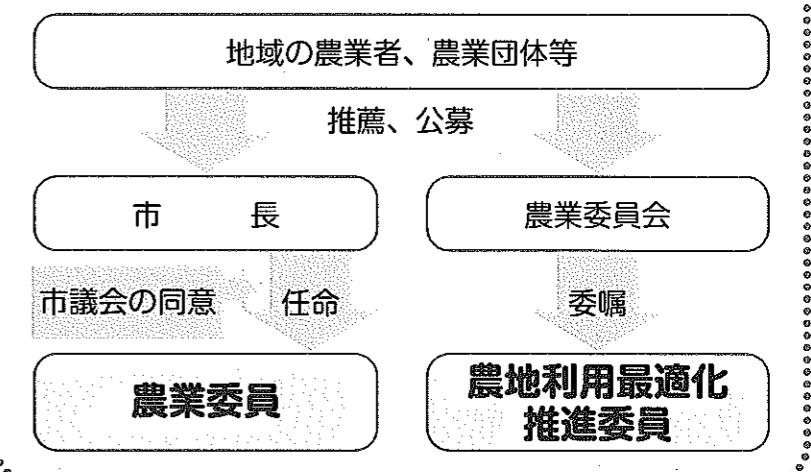 地域の農業者、農業団体等
推薦、公募
市　　長
農業委員会
市議会の同意
任命
委嘱
農業委員
農地利用最適化
推進委員